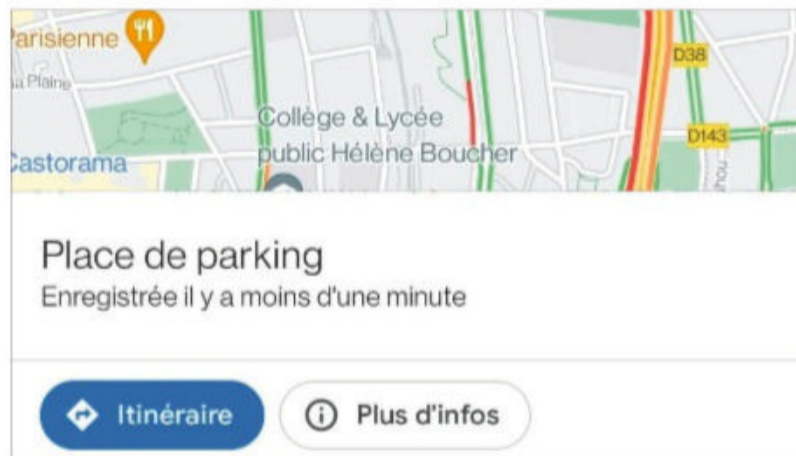 Parisienne
la Plaine
D38
Collège & Lycée
public Hélène Boucher
D143
Castorama
Place de parking
Enregistrée il y a moins d'une minute
Itinéraire
Plus d'infos